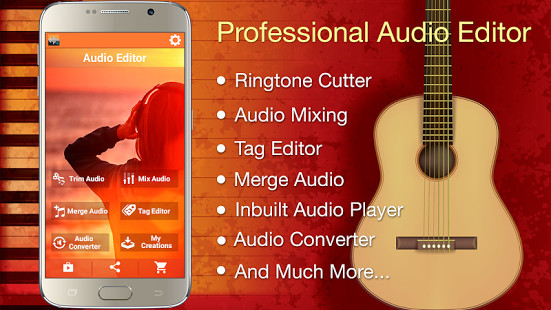 Professional Audio Editor
Audio Editor
Trim Audio
Mix Audio
Merge Audio
Tag Editor
Audio
Converter
My
Creations
Ringtone Cutter
Audio Mixing
Tag Editor
Merge Audio
Inbuilt Audio Player
Audio Converter
And Much More...